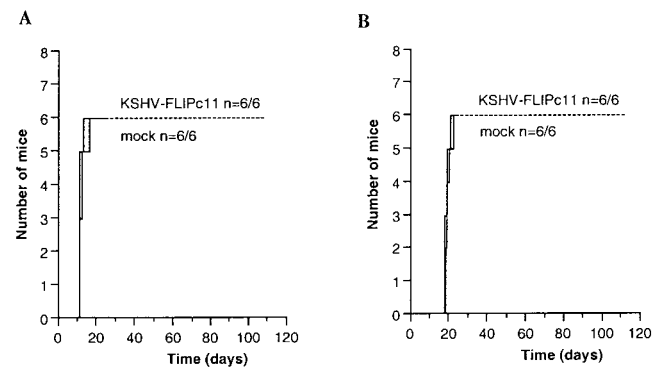 A
Number of mice
8
7
6
5
4
3
2
1
0
KSHV-FLIPc11 n=6/6
mock n=6/6
0 20 40 60 80 100 120
Time (days)
B
Number of mice
8
7
6
5
4
3
2
1
0
KSHV-FLIPc11 n=6/6
mock n=6/6
0 20 40 60 80 100 120
Time (days)